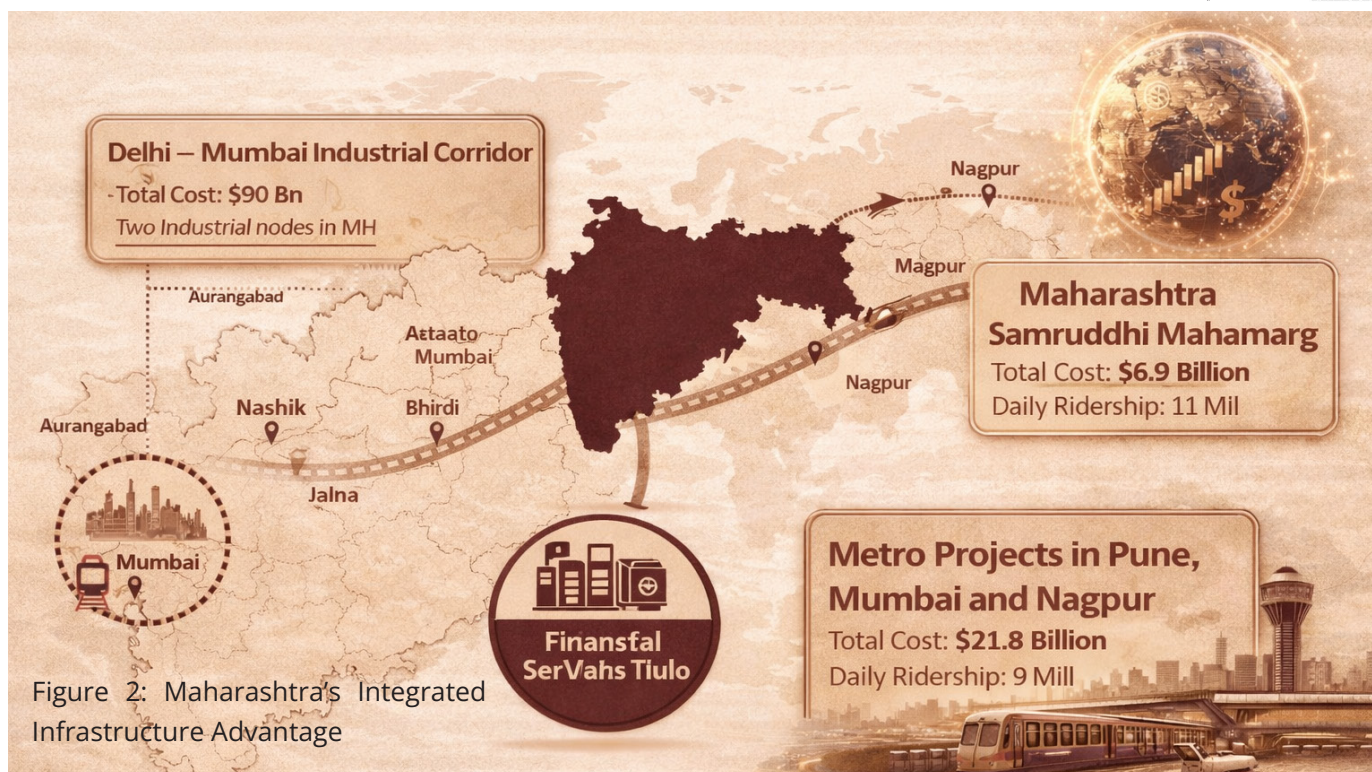 Delhi – Mumbai Industrial Corridor
-Total Cost: $90 Bn
Two Industrial nodes in MH
Nagpur
Magpur
Aurangabad
Attaato
Mumbai
Maharashtra
Samruddhi Mahamarg
Total Cost: $6.9 Billion
Daily Ridership: 11 Mil
Nagpur
Aurangabad
Nashik
Bhirdi
Jalna
Mumbai
Finansfal
SerVahs Tiulo
Metro Projects in Pune,
Mumbai and Nagpur
Total Cost: $21.8 Billion
Daily Ridership: 9 Mill
Figure 2: Maharashtra’s Integrated
Infrastructure Advantage
$
$